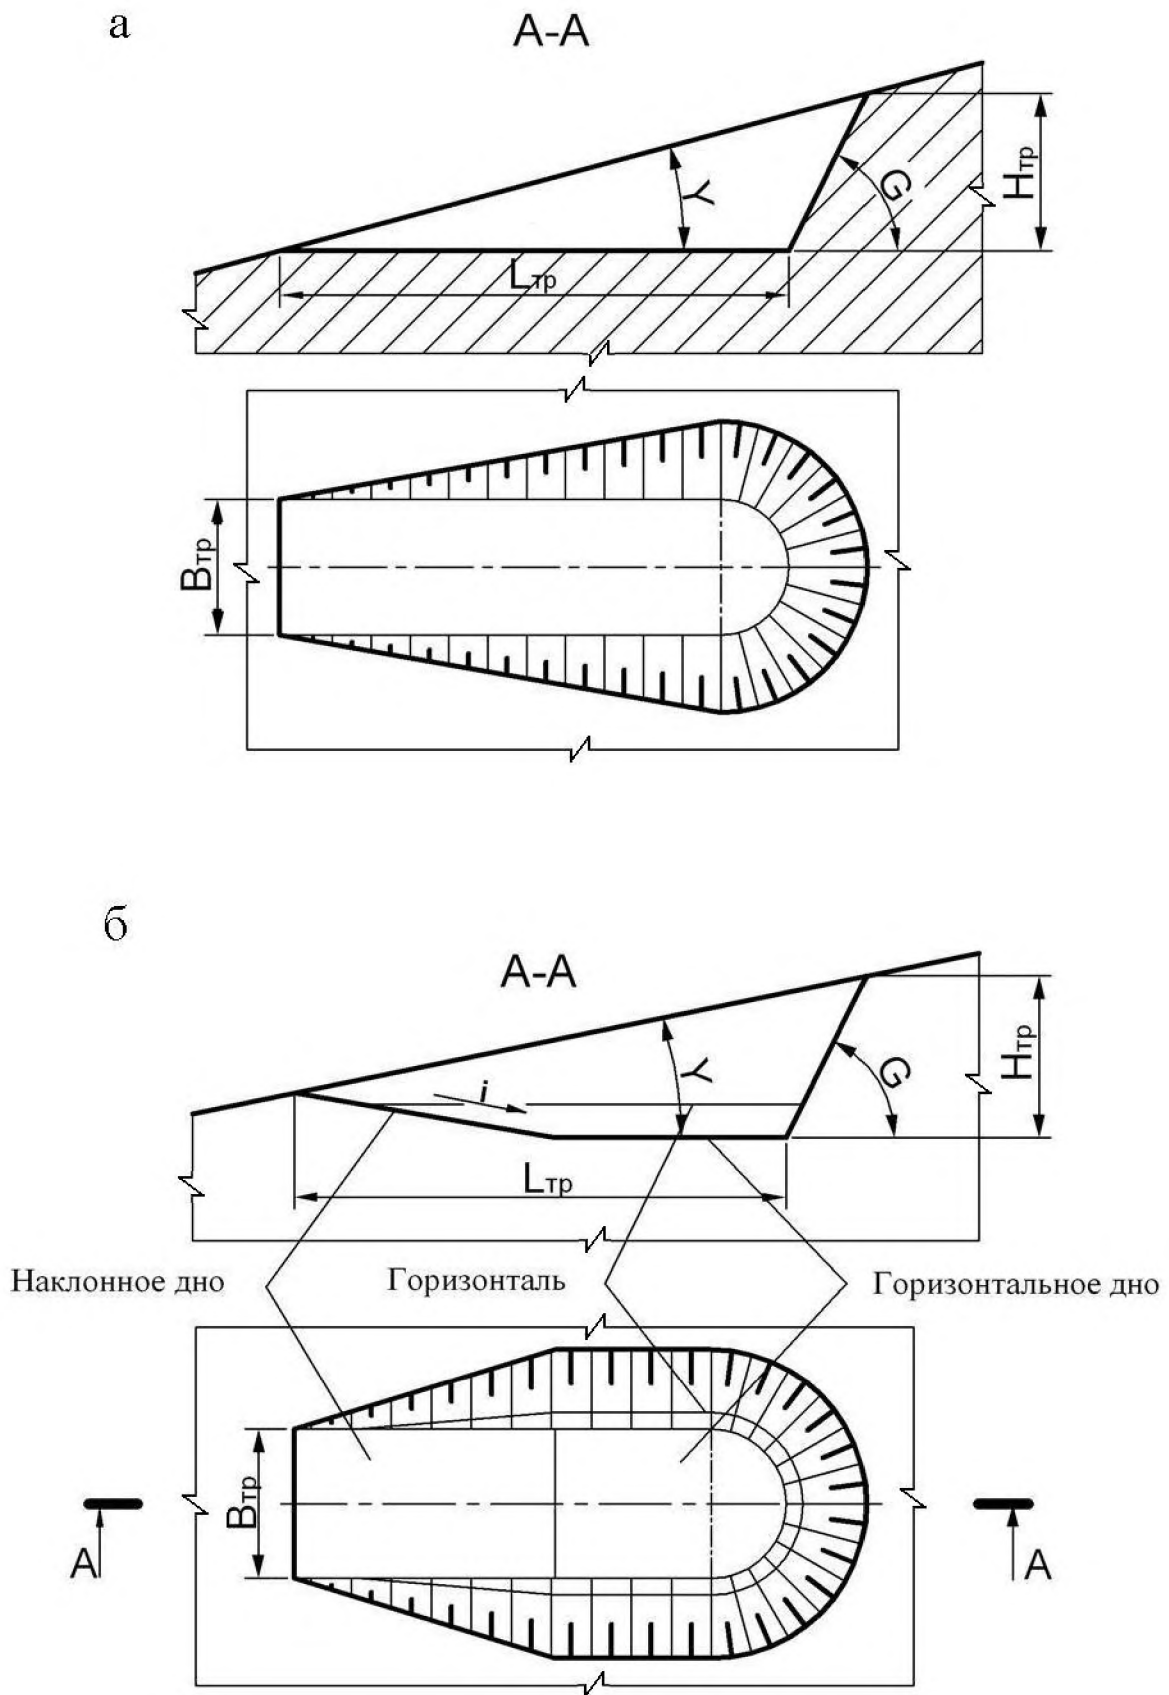 а
А-А
Y
G
Hтр
Lтр
Bтр
б
А-А
i
Y
G
Hтр
Lтр
Наклонное дно
Горизонталь
Горизонтальное дно
Bтр
А
А